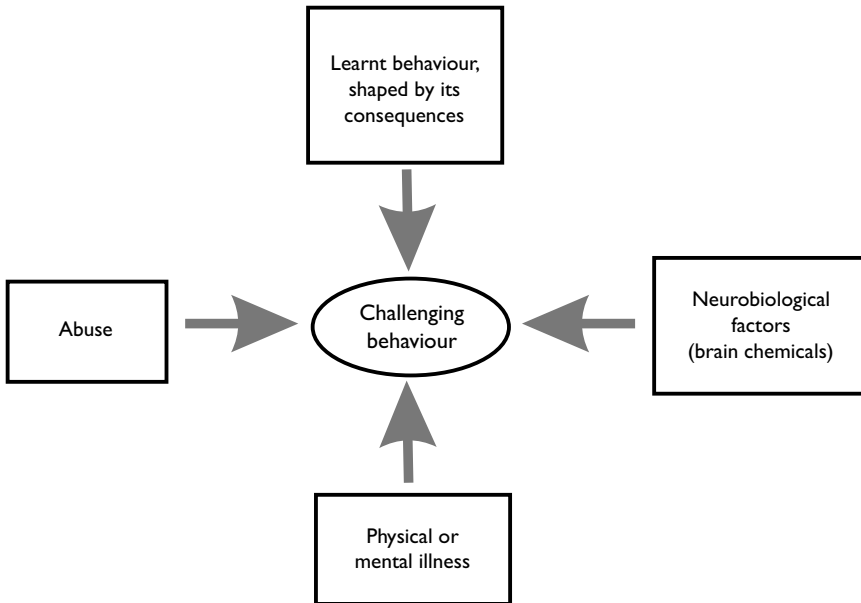 Learnt behaviour,
shaped by its
consequences
Abuse
Challenging
behaviour
Neurobiological
factors
(brain chemicals)
Physical or
mental illness